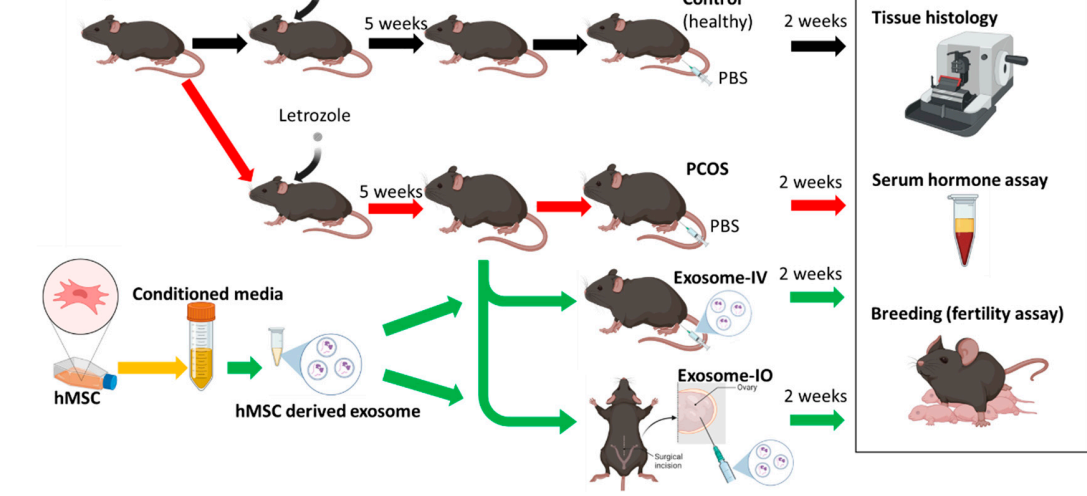 Control
(healthy)
5 weeks
2 weeks
PBS
Tissue histology
Letrozole
5 weeks
PCOS
2 weeks
PBS
Serum hormone assay
Conditioned media
hMSC
hMSC derived exosome
Exosome-IV
2 weeks
Exosome-IO
Ovary
2 weeks
Surgical
incision
Breeding (fertility assay)